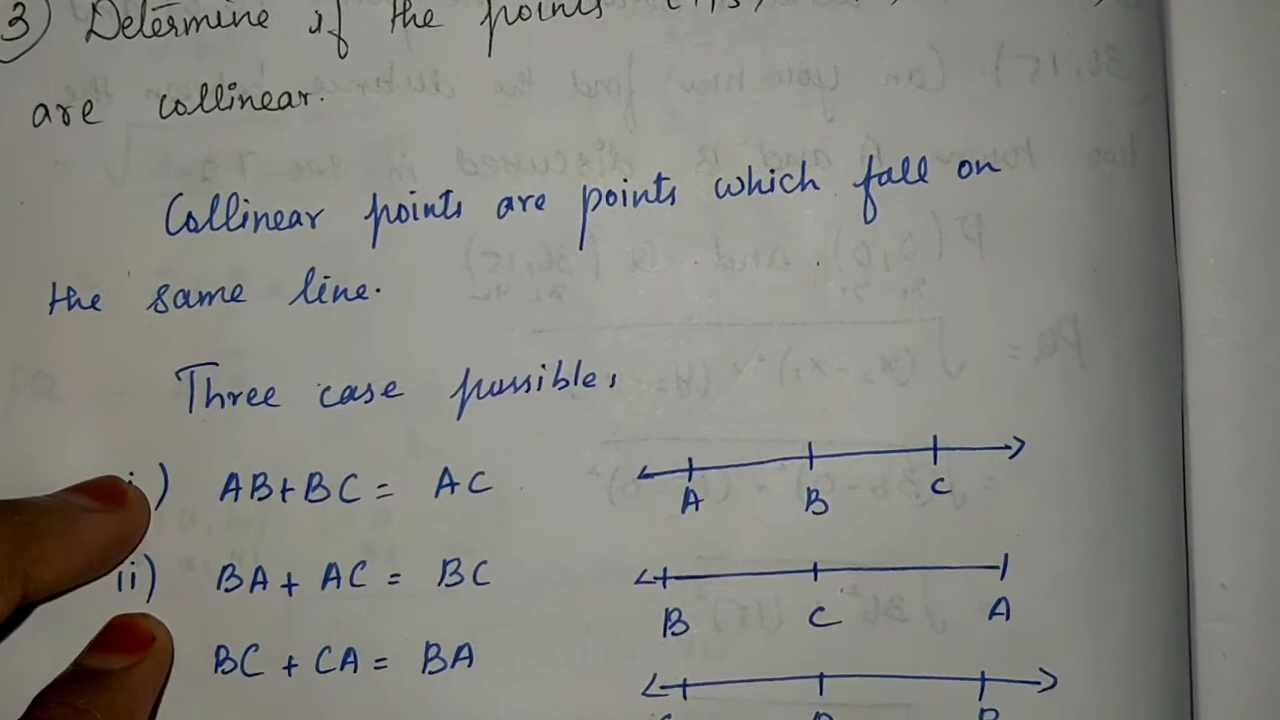 3) Determine if the points
are collinear.
Collinear points are points which fall on
the same line.
Three case possible,
i) AB+BC = AC
A B C
ii) BA + AC = BC
B C A
BC + CA = BA